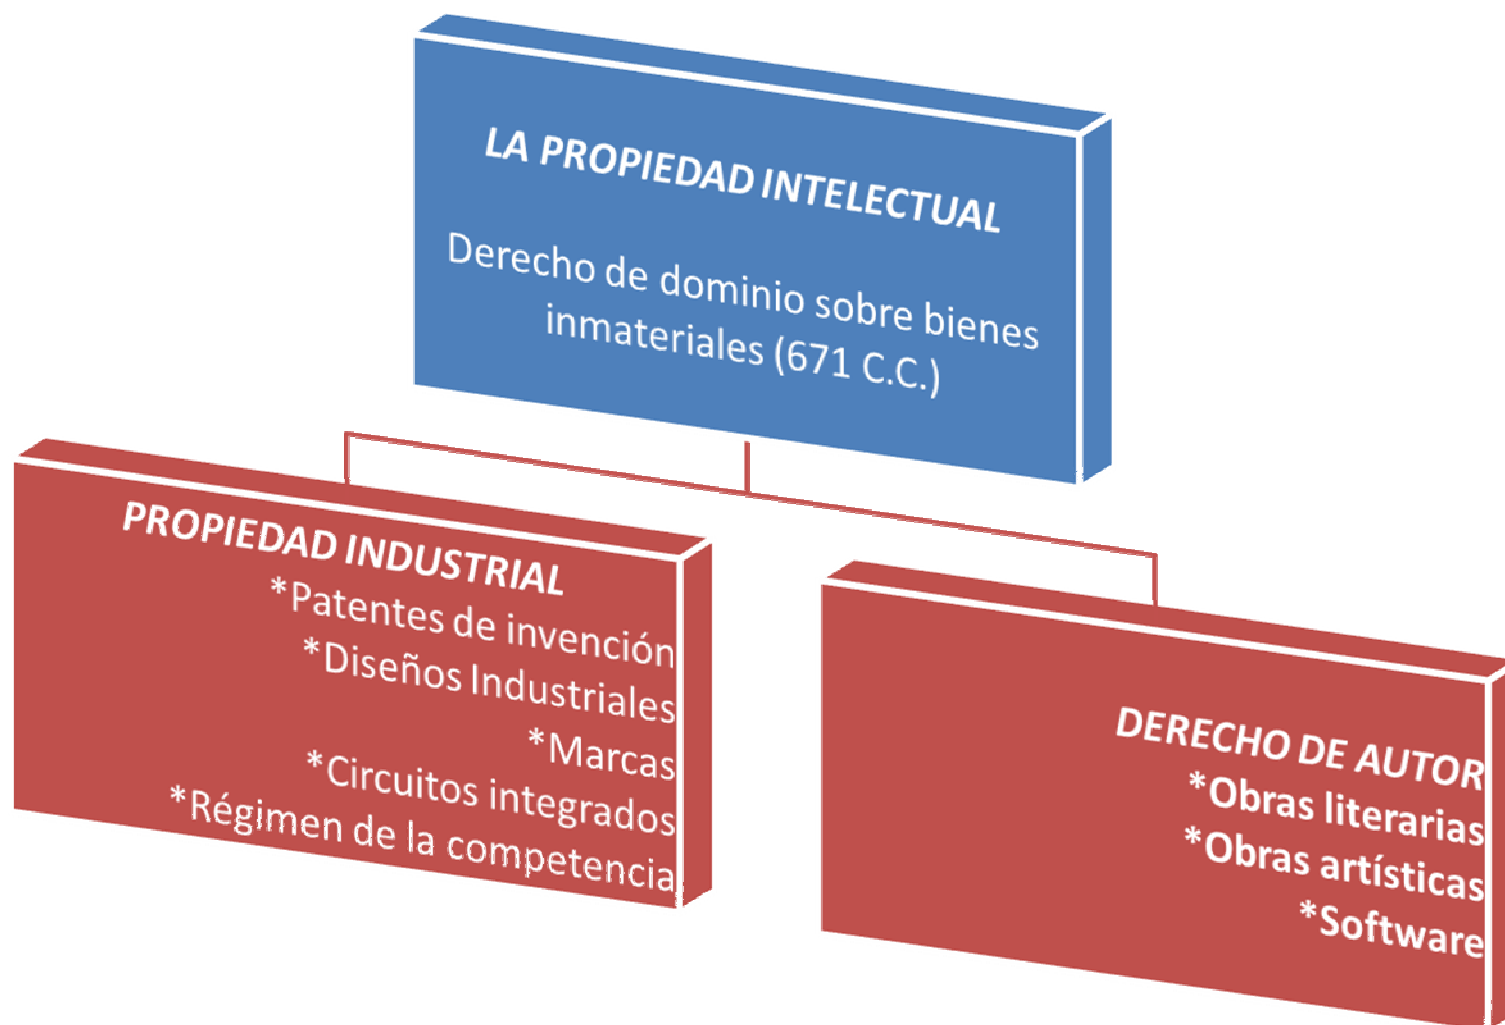 LA PROPIEDAD INTELECTUAL
Derecho de dominio sobre bienes
inmateriales (671 C.C.)
PROPIEDAD INDUSTRIAL
*Patentes de invención
*Diseños Industriales
*Marcas
*Circuitos integrados
*Régimen de la competencia
DERECHO DE AUTOR
*Obras literarias
*Obras artísticas
*Software